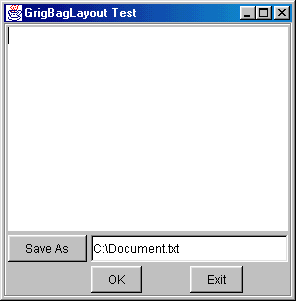 GrigBagLayout Test
Save As C:\Document.txt
OK Exit